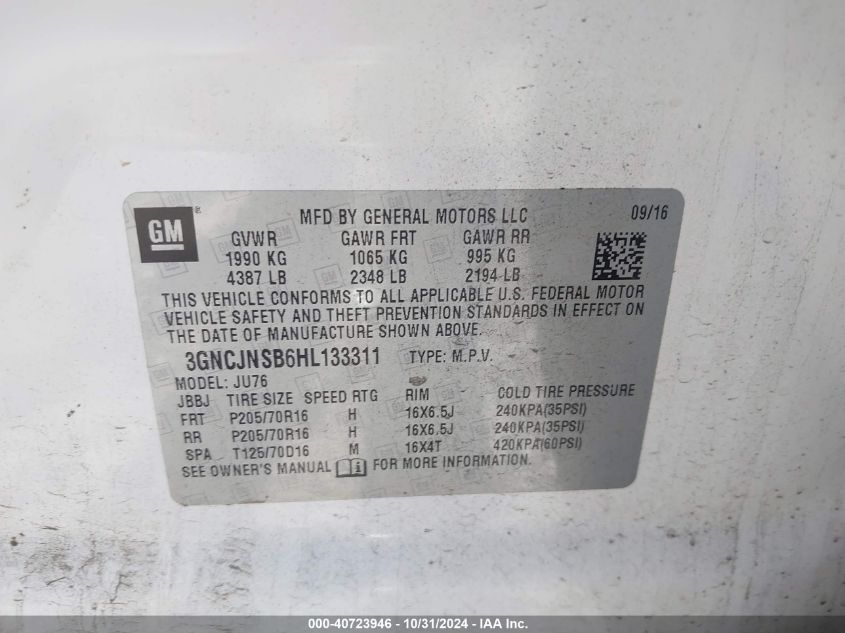 GM ® MFD BY GENERAL MOTORS LLC 09/16
GVWR GAWR FRT GAWR RR
1990 KG 1065 KG 995 KG
4387 LB 2348 LB 2194 LB
THIS VEHICLE CONFORMS TO ALL APPLICABLE U.S. FEDERAL MOTOR
VEHICLE SAFETY AND THEFT PREVENTION STANDARDS IN EFFECT ON
THE DATE OF MANUFACTURE SHOWN ABOVE.
3GNCJNSB6HL133311 TYPE: M.P.V.
MODEL: JU76
JBBJ TIRE SIZE SPEED RTG RIM COLD TIRE PRESSURE
FRT P205/70R16 H 16X6.5J 240KPA(35PSI)
RR P205/70R16 H 16X6.5J 240KPA(35PSI)
SPA T125/70D16 M 16X4T 420KPA(60PSI)
SEE OWNER'S MANUAL i FOR MORE INFORMATION.
000-40723946 - 10/31/2024 - IAA Inc.